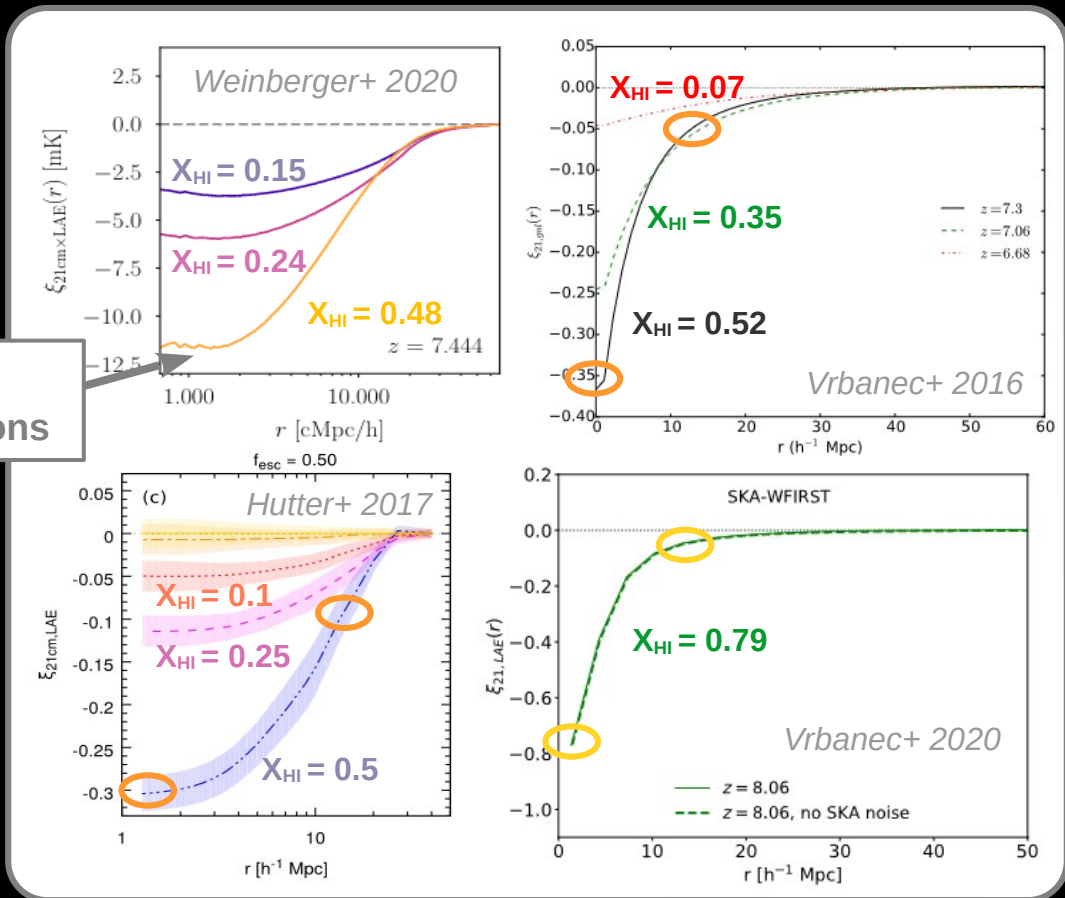 Weinberger+ 2020
2.5
0.0
−2.5
−5.0
−7.5
−10.0
−12.5
ξ21cm×LAE(r) [mK]
XHI = 0.15
XHI = 0.24
XHI = 0.48
z = 7.444
1.000
10.000
r [cMpc/h]
ons
0.05
0.00
−0.05
−0.10
−0.15
−0.20
−0.25
−0.30
−0.35
−0.40
ξ21,gal(r)
XHI = 0.07
XHI = 0.35
XHI = 0.52
z=7.3
z=7.06
z=6.68
Vrbanec+ 2016
0 10 20 30 40 50 60
r (h−1 Mpc)
fesc = 0.50
(c)
Hutter+ 2017
0.05
0
-0.05
-0.1
-0.15
-0.2
-0.25
-0.3
ξ21cm,LAE
XHI = 0.1
XHI = 0.25
XHI = 0.5
1 10
r [h-1 Mpc]
0.2
0.0
−0.2
−0.4
−0.6
−0.8
−1.0
ξ21,LAE(r)
SKA-WFIRST
XHI = 0.79
Vrbanec+ 2020
z = 8.06
z = 8.06, no SKA noise
0 10 20 30 40 50
r [h−1 Mpc]